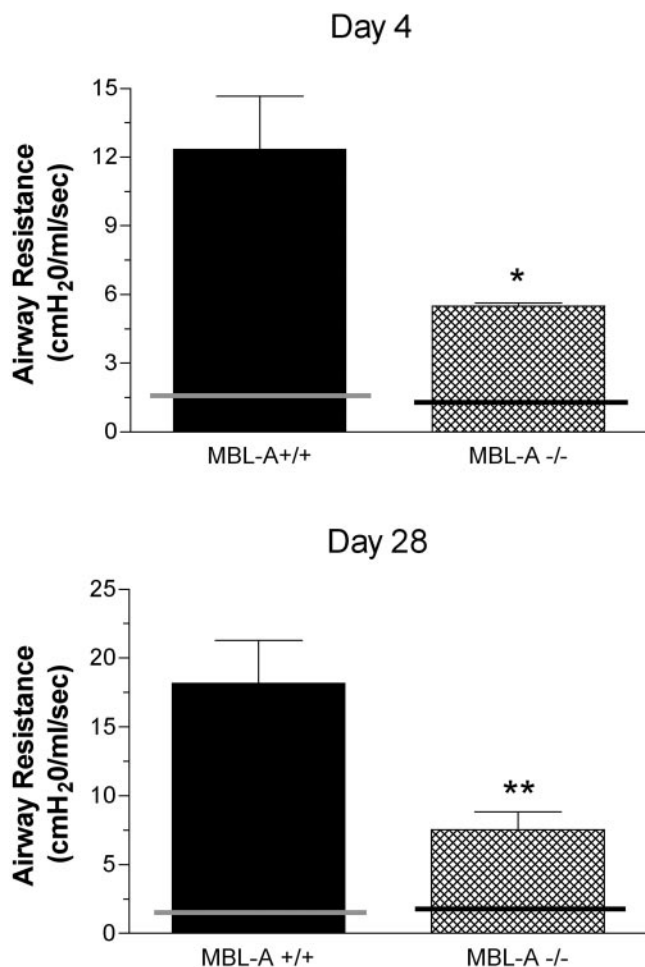 Day 4
Airway Resistance
(cmH₂0/ml/sec)
15
12
9
6
3
0
*
MBL-A+/+
MBL-A -/-
Day 28
Airway Resistance
(cmH₂0/ml/sec)
25
20
15
10
5
0
**
MBL-A +/+
MBL-A -/-